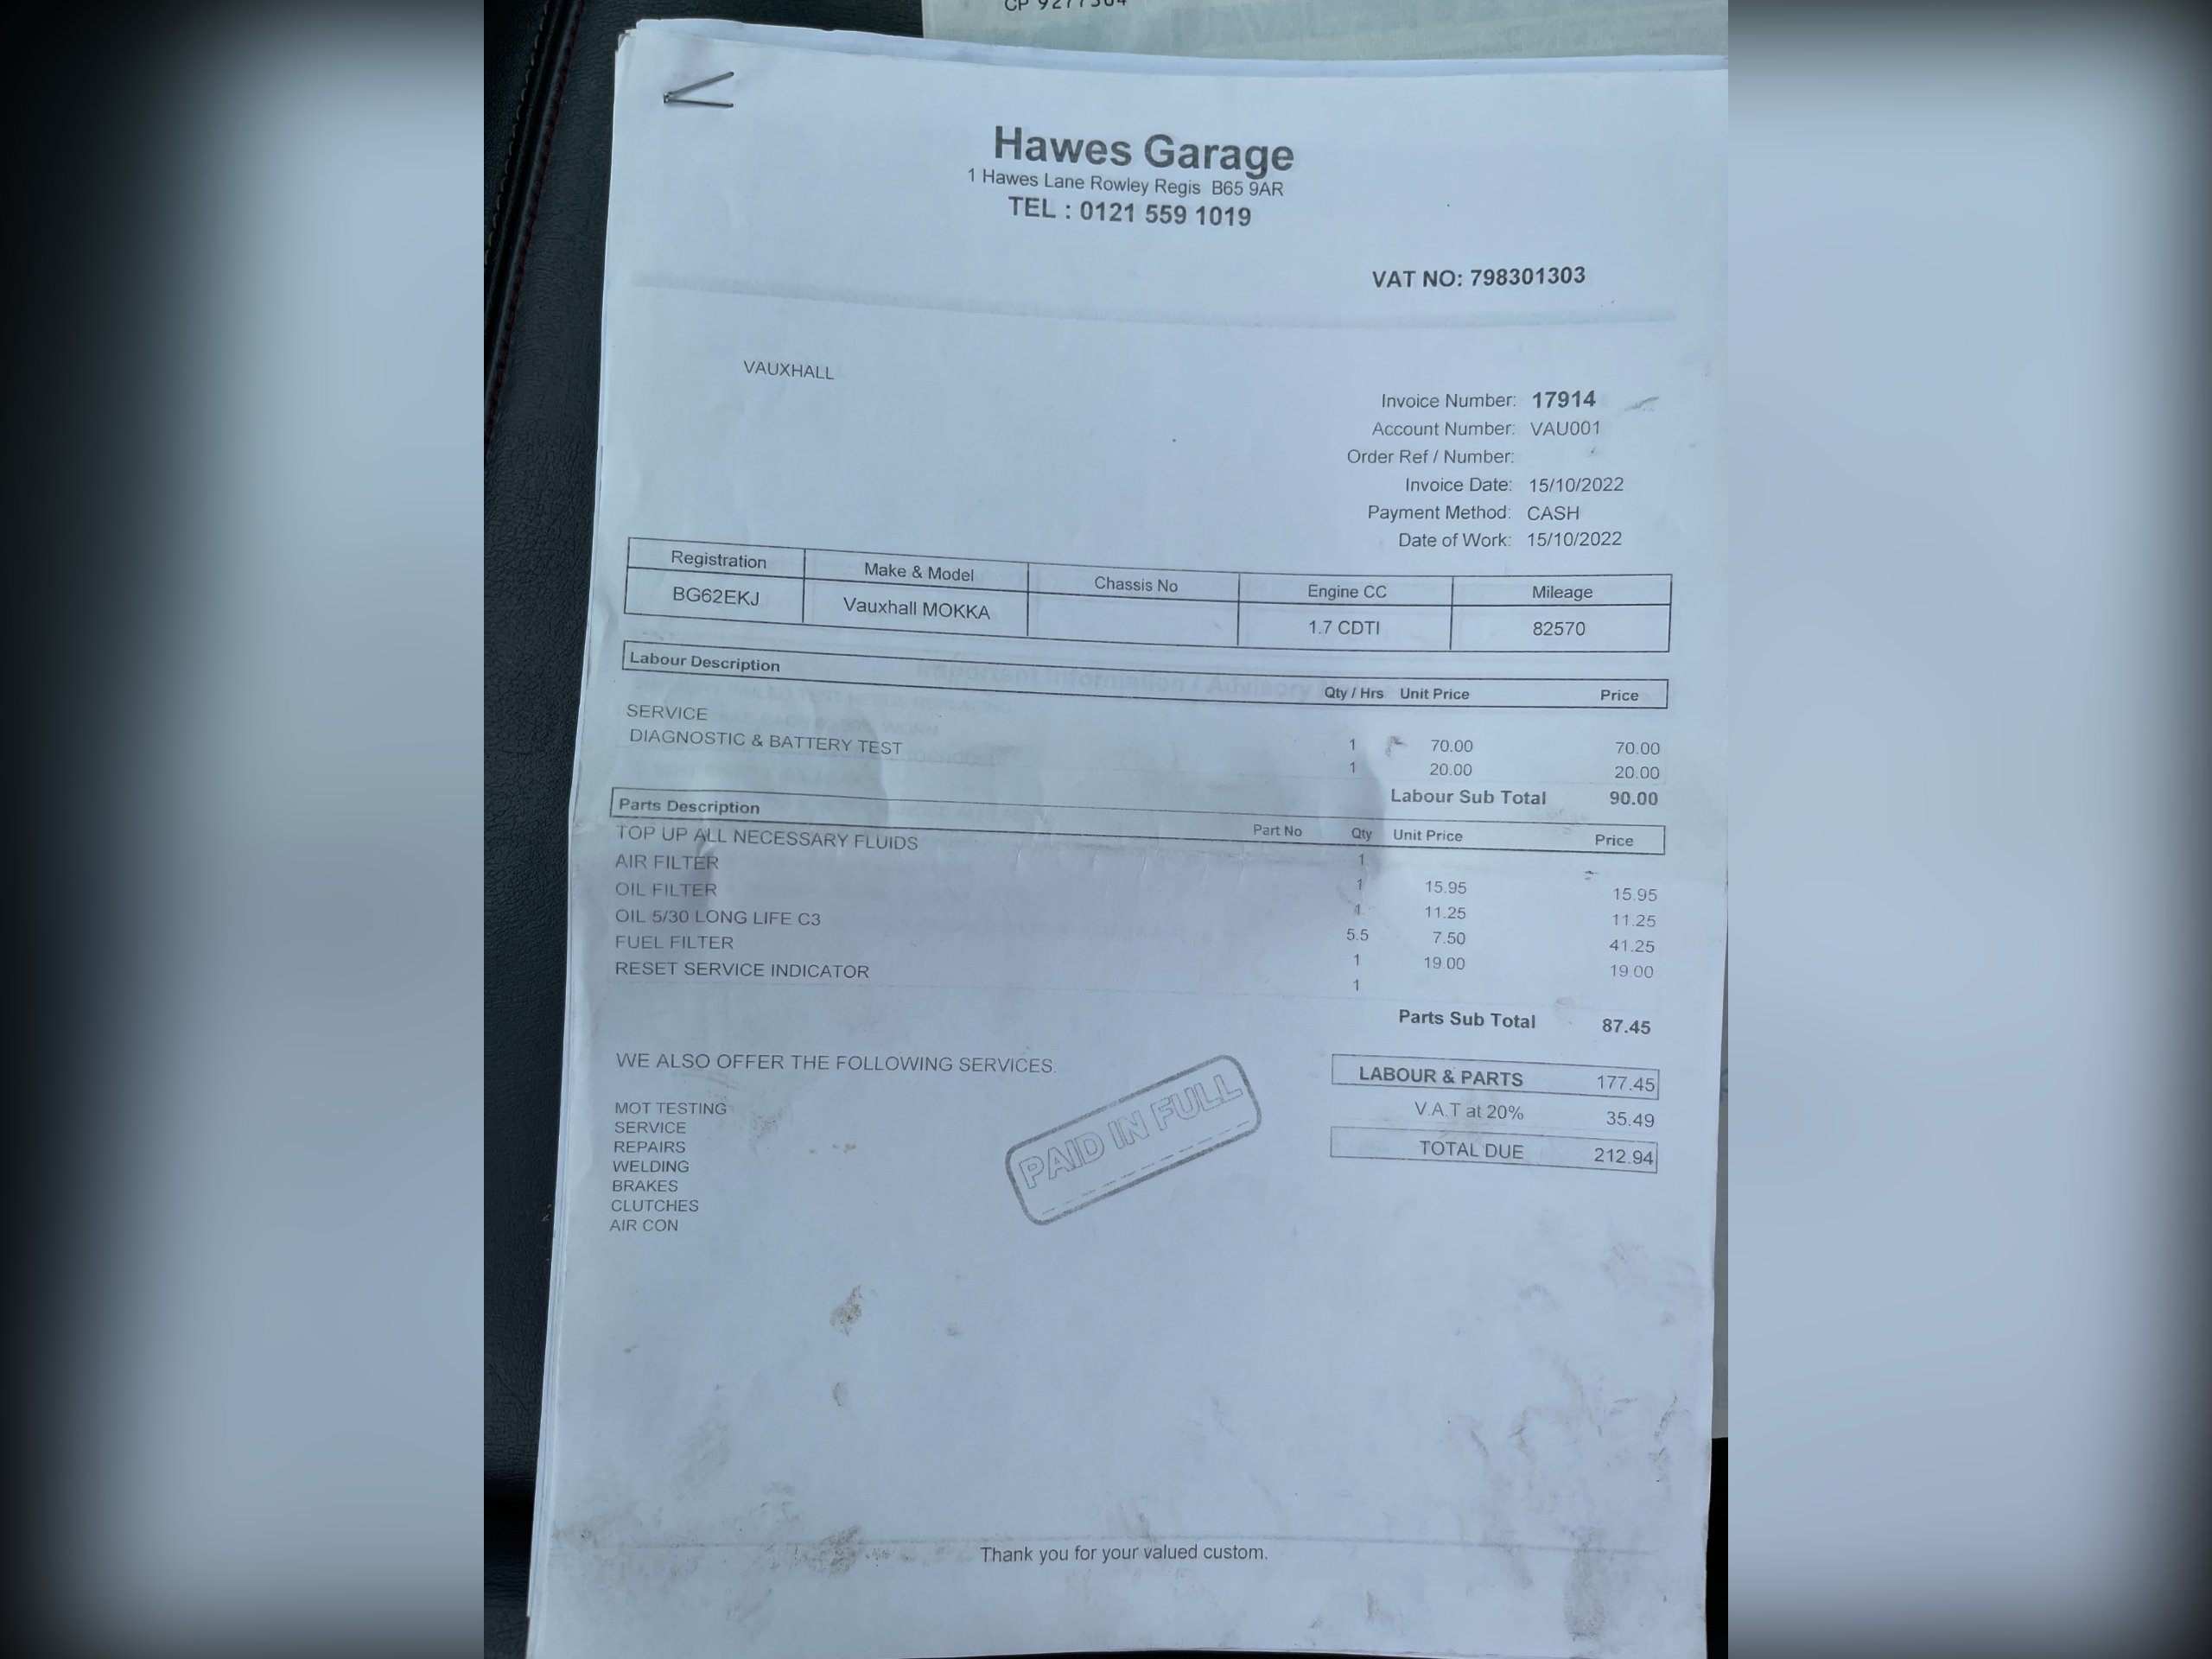 Hawes Garage
1 Hawes Lane Rowley Regis B65 9AR
TEL : 0121 559 1019
VAT NO: 798301303
VAUXHALL
Invoice Number: 17914
Account Number: VAU001
Order Ref / Number:
Invoice Date: 15/10/2022
Payment Method: CASH
Date of Work: 15/10/2022
Registration Make & Model Chassis No Engine CC Mileage
BG62EKJ Vauxhall MOKKA 1.7 CDTI 82570
Labour Description Qty / Hrs Unit Price Price
SERVICE 1 70.00 70.00
DIAGNOSTIC & BATTERY TEST 1 20.00 20.00
Labour Sub Total 90.00
Parts Description Part No Qty Unit Price Price
TOP UP ALL NECESSARY FLUIDS 1
AIR FILTER 1 15.95 15.95
OIL FILTER 1 11.25 11.25
OIL 5/30 LONG LIFE C3 5.5 7.50 41.25
FUEL FILTER 1 19.00 19.00
RESET SERVICE INDICATOR 1
Parts Sub Total 87.45
WE ALSO OFFER THE FOLLOWING SERVICES.
LABOUR & PARTS 177.45
V.A.T at 20% 35.49
TOTAL DUE 212.94
MOT TESTING
SERVICE
REPAIRS
WELDING
BRAKES
CLUTCHES
AIR CON
PAID IN FULL
Thank you for your valued custom.